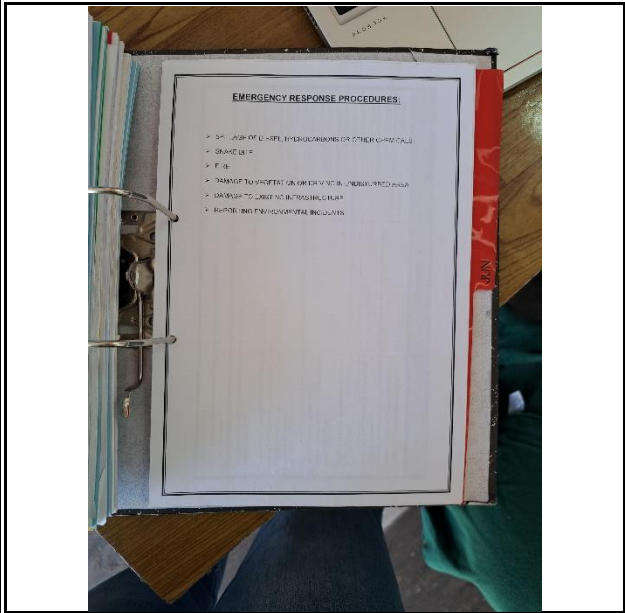 EMERGENCY RESPONSE PROCEDURES:
➢ SPILLAGE OF DIESEL, HYDROCARBONS OR OTHER CHEMICALS
➢ SNAKE BITE
➢ FIRE
➢ DAMAGE TO VEGETATION OR DRIVING IN UNDISTURBED AREA
➢ DAMAGE TO EXISTING INFRASTRUCTURE
➢ REPORTING ENVIRONMENTAL INCIDENTS
JUN